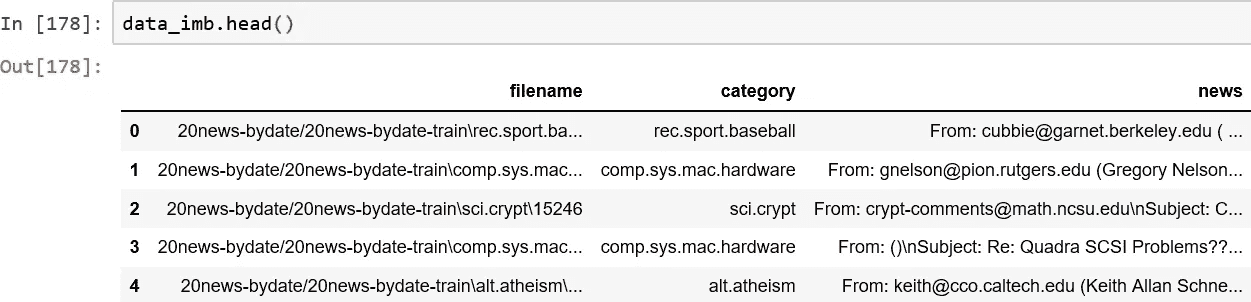 In [178]: data_imb.head()
Out[178]:
filename category news
0 20news-bydate/20news-bydate-train\rec.sport.ba... rec.sport.baseball From: cubbie@garnet.berkeley.edu ( ...
1 20news-bydate/20news-bydate-train\comp.sys.mac... comp.sys.mac.hardware From: gnelson@pion.rutgers.edu (Gregory Nelson...
2 20news-bydate/20news-bydate-train\sci.crypt\15246 sci.crypt From: crypt-comments@math.ncsu.edu\nSubject: C...
3 20news-bydate/20news-bydate-train\comp.sys.mac... comp.sys.mac.hardware From: ()\nSubject: Re: Quadra SCSI Problems??...
4 20news-bydate/20news-bydate-train\alt.atheism\... alt.atheism From: keith@cco.caltech.edu (Keith Allan Schne...